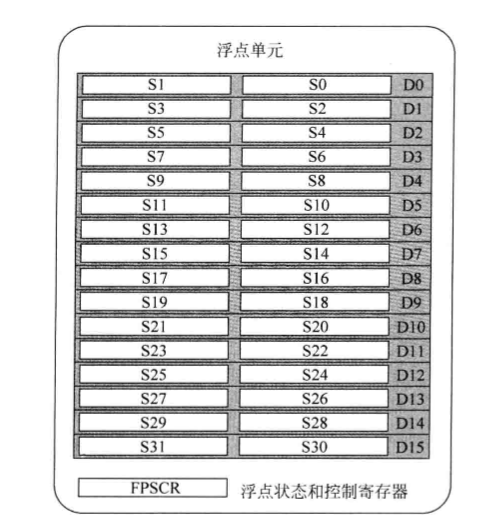 浮点单元
S1 S0 D0
S3 S2 D1
S5 S4 D2
S7 S6 D3
S9 S8 D4
S11 S10 D5
S13 S12 D6
S15 S14 D7
S17 S16 D8
S19 S18 D9
S21 S20 D10
S23 S22 D11
S25 S24 D12
S27 S26 D13
S29 S28 D14
S31 S30 D15
FPSCR 浮点状态和控制寄存器